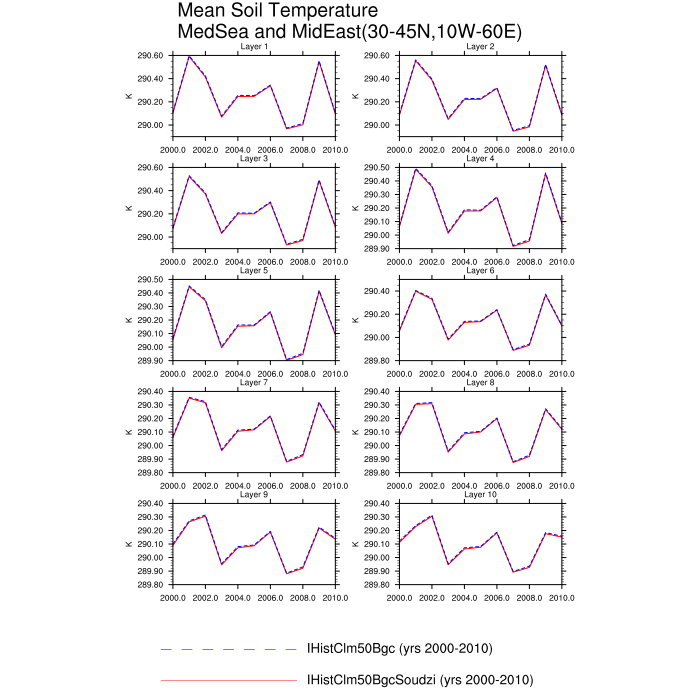 Mean Soil Temperature
MedSea and MidEast(30-45N,10W-60E)
Layer 1
290.60
290.40
290.20
290.00
K
2000.0 2002.0 2004.0 2006.0 2008.0 2010.0
Layer 2
290.60
290.40
290.20
290.00
K
2000.0 2002.0 2004.0 2006.0 2008.0 2010.0
Layer 3
290.60
290.40
290.20
290.00
K
2000.0 2002.0 2004.0 2006.0 2008.0 2010.0
Layer 4
290.50
290.40
290.30
290.20
290.10
290.00
289.90
K
2000.0 2002.0 2004.0 2006.0 2008.0 2010.0
Layer 5
290.50
290.40
290.30
290.20
290.10
290.00
289.90
K
2000.0 2002.0 2004.0 2006.0 2008.0 2010.0
Layer 6
290.40
290.20
290.00
289.80
K
2000.0 2002.0 2004.0 2006.0 2008.0 2010.0
Layer 7
290.40
290.30
290.20
290.10
290.00
289.90
289.80
K
2000.0 2002.0 2004.0 2006.0 2008.0 2010.0
Layer 8
290.40
290.30
290.20
290.10
290.00
289.90
289.80
K
2000.0 2002.0 2004.0 2006.0 2008.0 2010.0
Layer 9
290.40
290.30
290.20
290.10
290.00
289.90
289.80
K
2000.0 2002.0 2004.0 2006.0 2008.0 2010.0
Layer 10
290.40
290.30
290.20
290.10
290.00
289.90
289.80
K
2000.0 2002.0 2004.0 2006.0 2008.0 2010.0
IHistClm50Bgc (yrs 2000-2010)
IHistClm50BgcSoudzi (yrs 2000-2010)